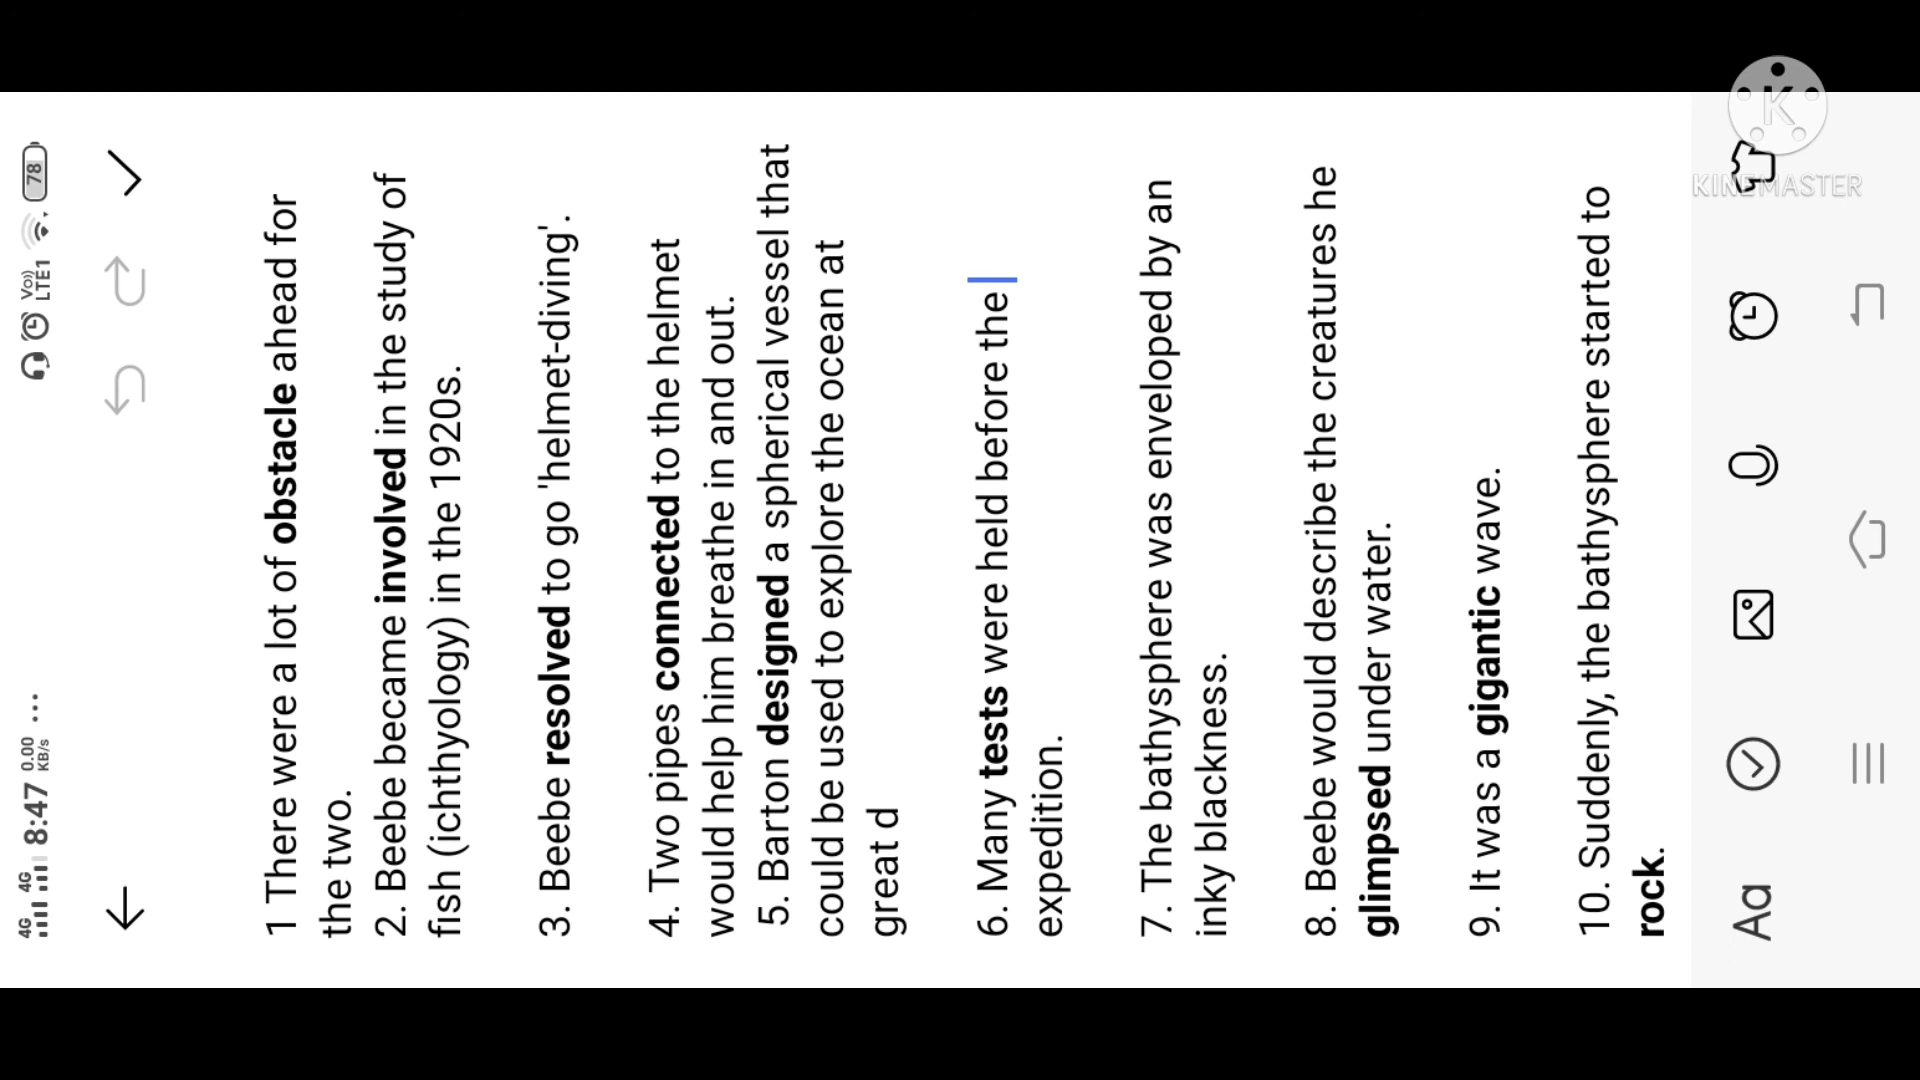 4G 4G 8:47 0.00 KB/s ... Vo)) LTE1 78
1 There were a lot of obstacle ahead for
the two.
2. Beebe became involved in the study of
fish (ichthyology) in the 1920s.
3. Beebe resolved to go 'helmet-diving'.
4. Two pipes connected to the helmet
would help him breathe in and out.
5. Barton designed a spherical vessel that
could be used to explore the ocean at
great d
6. Many tests were held before the
expedition.
7. The bathysphere was enveloped by an
inky blackness.
8. Beebe would describe the creatures he
glimpsed under water.
9. It was a gigantic wave.
10. Suddenly, the bathysphere started to
rock.
Aa
K
KINEMASTER